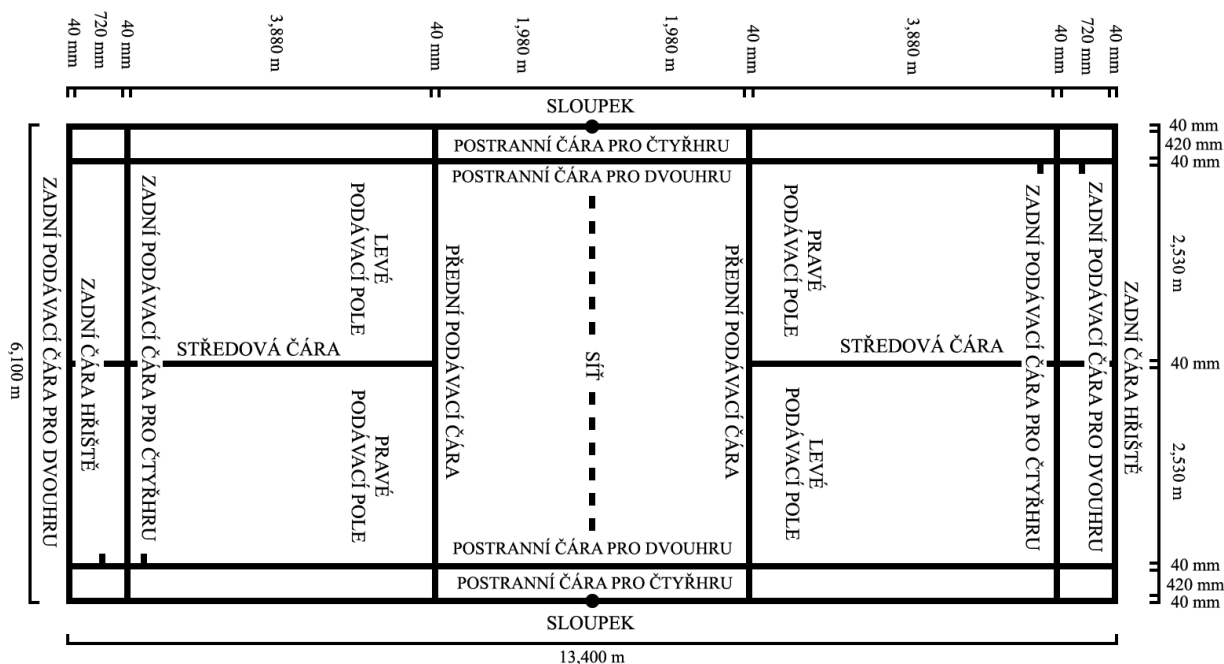 40 mm
720 mm
40 mm
3,880 m
40 mm
1,980 m
1,980 m
40 mm
3,880 m
40 mm
720 mm
40 mm
SLOUPEK
POSTRANNÍ ČÁRA PRO ČTYŘHRU
POSTRANNÍ ČÁRA PRO DVOUHRU
40 mm
420 mm
40 mm
6,100 m
ZADNÍ PODÁVACÍ ČÁRA PRO DVOUHRU
ZADNÍ ČÁRA HŘIŠTĚ
ZADNÍ PODÁVACÍ ČÁRA PRO ČTYŘHRU
LEVÉ
PODÁVACÍ POLE
STŘEDOVÁ ČÁRA
PRAVÉ
PODÁVACÍ POLE
PŘEDNÍ PODÁVACÍ ČÁRA
SÍŤ
PŘEDNÍ PODÁVACÍ ČÁRA
PRAVÉ
PODÁVACÍ POLE
STŘEDOVÁ ČÁRA
LEVÉ
PODÁVACÍ POLE
ZADNÍ PODÁVACÍ ČÁRA PRO ČTYŘHRU
ZADNÍ PODÁVACÍ ČÁRA PRO DVOUHRU
ZADNÍ ČÁRA HŘIŠTĚ
2,530 m
40 mm
2,530 m
POSTRANNÍ ČÁRA PRO DVOUHRU
POSTRANNÍ ČÁRA PRO ČTYŘHRU
40 mm
420 mm
40 mm
SLOUPEK
13,400 m